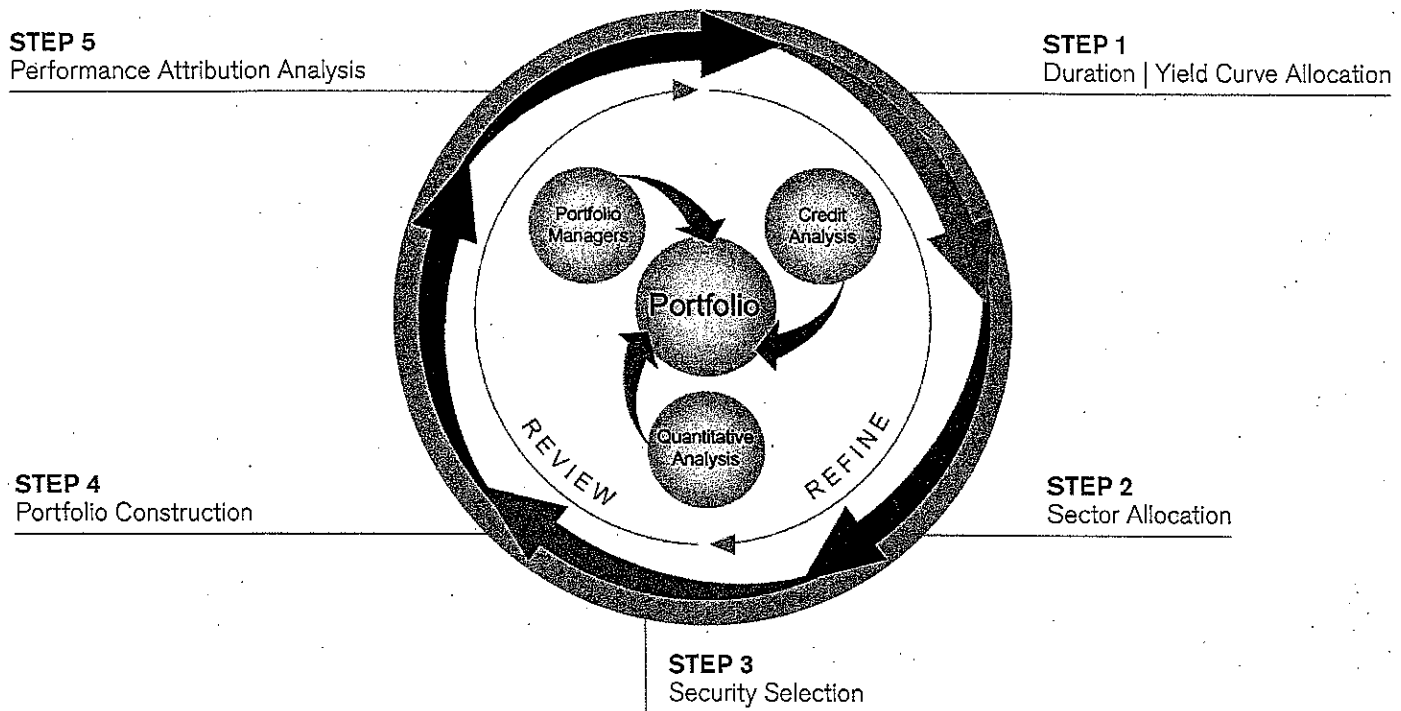 STEP 5
Performance Attribution Analysis
STEP 1
Duration | Yield Curve Allocation
Portfolio
Managers
Credit
Analysis
Portfolio
Quantitative
Analysis
REVIEW
REFINE
STEP 4
Portfolio Construction
STEP 2
Sector Allocation
STEP 3
Security Selection